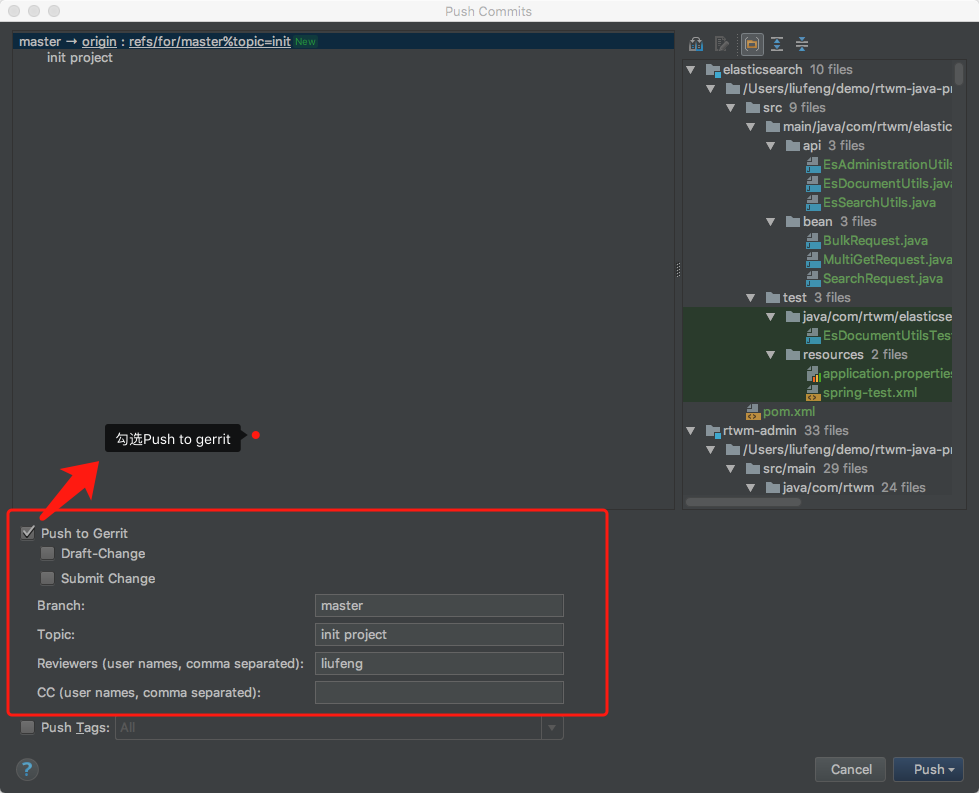 Push Commits
master → origin : refs/for/master%topic=init New
init project
elasticsearch 10 files
/Users/liufeng/demo/rtwm-java-pr
src 9 files
main/java/com/rtwm/elastic
api 3 files
EsAdministrationUtils
EsDocumentUtils.java
EsSearchUtils.java
bean 3 files
BulkRequest.java
MultiGetRequest.java
SearchRequest.java
test 3 files
java/com/rtwm/elasticse
EsDocumentUtilsTes
resources 2 files
application.properties
spring-test.xml
pom.xml
rtwm-admin 33 files
/Users/liufeng/demo/rtwm-java-pr
src/main 29 files
java/com/rtwm 24 files
勾选Push to gerrit
Push to Gerrit
Draft-Change
Submit Change
Branch: master
Topic: init project
Reviewers (user names, comma separated): liufeng
CC (user names, comma separated):
Push Tags: All
?
Cancel
Push